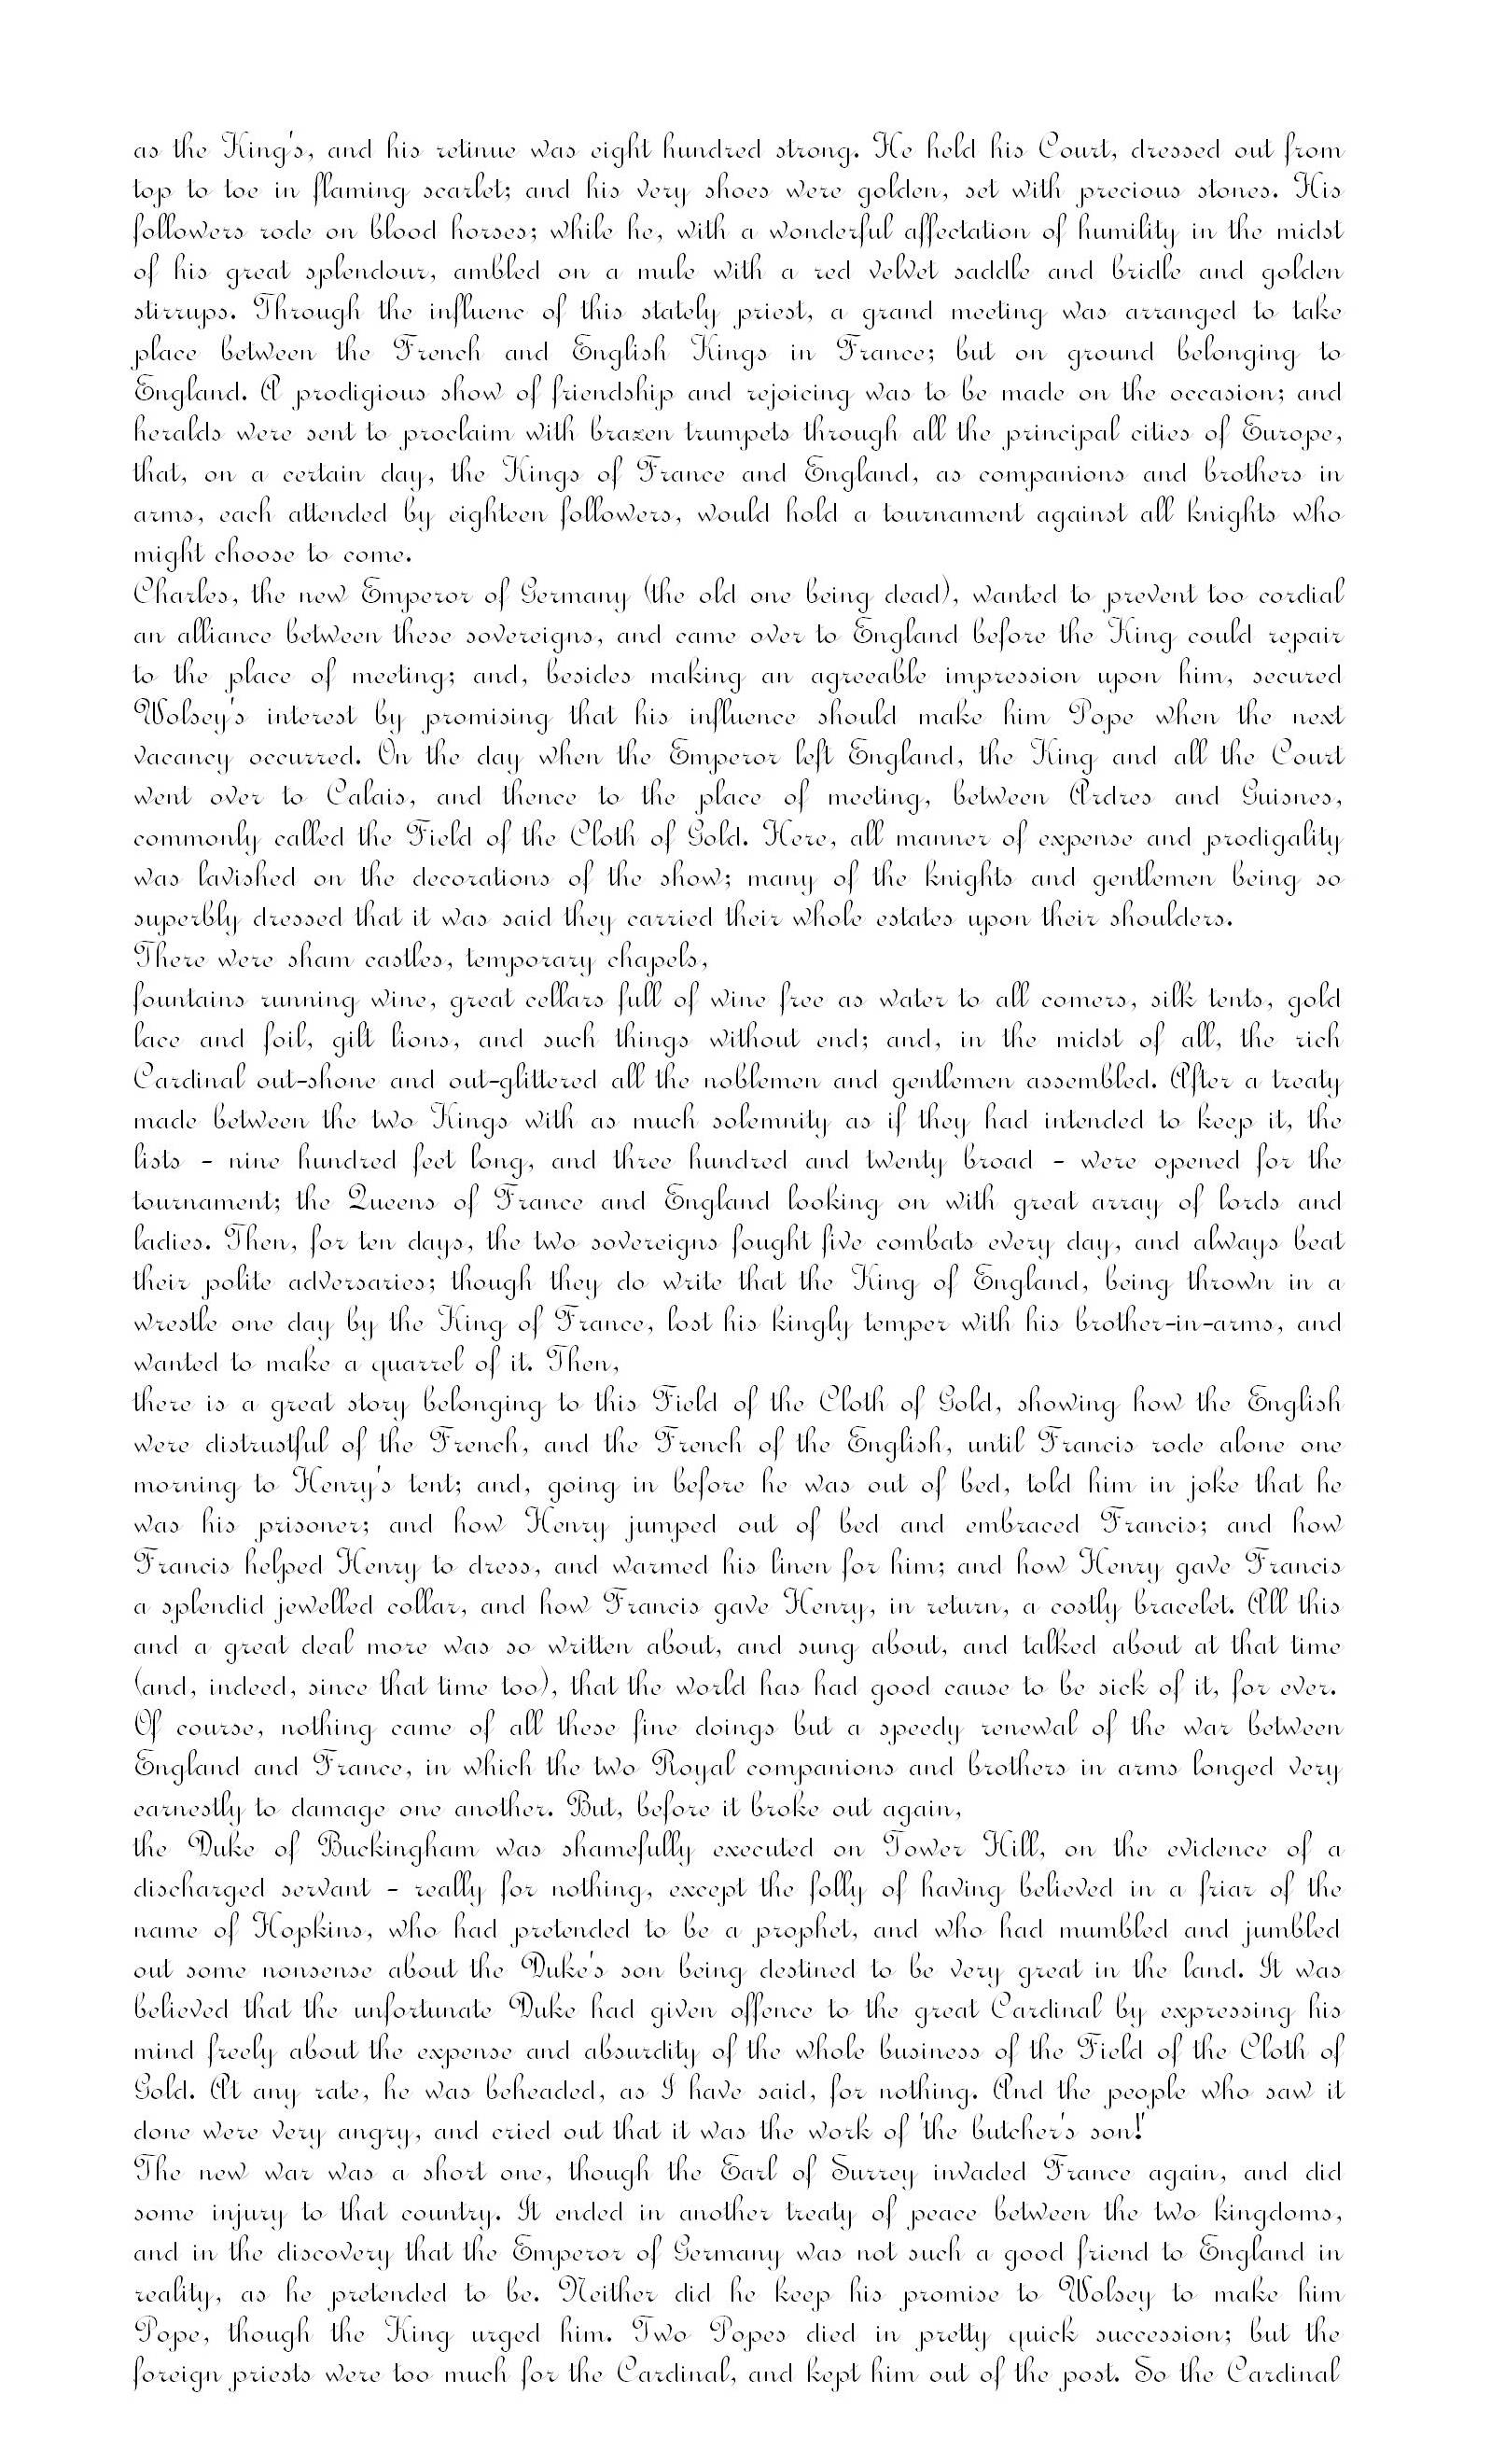 as the King's, and his retinue was eight hundred strong. He held his Court, dressed out from
top to toe in flaming scarlet; and his very shoes were golden, set with precious stones. His
followers rode on blood horses; while he, with a wonderful affectation of humility in the midst
of his great splendour, ambled on a mule with a red velvet saddle and bridle and golden
stirrups. Through the influenc of this stately priest, a grand meeting was arranged to take
place between the French and English Kings in France; but on ground belonging to
England. A prodigious show of friendship and rejoicing was to be made on the occasion; and
heralds were sent to proclaim with brazen trumpets through all the principal cities of Europe,
that, on a certain day, the Kings of France and England, as companions and brothers in
arms, each attended by eighteen followers, would hold a tournament against all knights who
might choose to come.
Charles, the new Emperor of Germany (the old one being dead), wanted to prevent too cordial
an alliance between these sovereigns, and came over to England before the King could repair
to the place of meeting; and, besides making an agreeable impression upon him, secured
Wolsey's interest by promising that his influence should make him Pope when the next
vacancy occurred. On the day when the Emperor left England, the King and all the Court
went over to Calais, and thence to the place of meeting, between Ardres and Guisnes,
commonly called the Field of the Cloth of Gold. Here, all manner of expense and prodigality
was lavished on the decorations of the show; many of the knights and gentlemen being so
superbly dressed that it was said they carried their whole estates upon their shoulders.
There were sham castles, temporary chapels,
fountains running wine, great cellars full of wine free as water to all comers, silk tents, gold
lace and foil, gilt lions, and such things without end; and, in the midst of all, the rich
Cardinal out-shone and out-glittered all the noblemen and gentlemen assembled. After a treaty
made between the two Kings with as much solemnity as if they had intended to keep it, the
lists - nine hundred feet long, and three hundred and twenty broad - were opened for the
tournament; the Queens of France and England looking on with great array of lords and
ladies. Then, for ten days, the two sovereigns fought five combats every day, and always beat
their polite adversaries; though they do write that the King of England, being thrown in a
wrestle one day by the King of France, lost his kingly temper with his brother-in-arms, and
wanted to make a quarrel of it. Then,
there is a great story belonging to this Field of the Cloth of Gold, showing how the English
were distrustful of the French, and the French of the English, until Francis rode alone one
morning to Henry's tent; and, going in before he was out of bed, told him in joke that he
was his prisoner; and how Henry jumped out of bed and embraced Francis; and how
Francis helped Henry to dress, and warmed his linen for him; and how Henry gave Francis
a splendid jewelled collar, and how Francis gave Henry, in return, a costly bracelet. All this
and a great deal more was so written about, and sung about, and talked about at that time
(and, indeed, since that time too), that the world has had good cause to be sick of it, for ever.
Of course, nothing came of all these fine doings but a speedy renewal of the war between
England and France, in which the two Royal companions and brothers in arms longed very
earnestly to damage one another. But, before it broke out again,
the Duke of Buckingham was shamefully executed on Tower Hill, on the evidence of a
discharged servant - really for nothing, except the folly of having believed in a friar of the
name of Hopkins, who had pretended to be a prophet, and who had mumbled and jumbled
out some nonsense about the Duke's son being destined to be very great in the land. It was
believed that the unfortunate Duke had given offence to the great Cardinal by expressing his
mind freely about the expense and absurdity of the whole business of the Field of the Cloth of
Gold. At any rate, he was beheaded, as I have said, for nothing. And the people who saw it
done were very angry, and cried out that it was the work of 'the butcher's son!'
The new war was a short one, though the Earl of Surrey invaded France again, and did
some injury to that country. It ended in another treaty of peace between the two kingdoms,
and in the discovery that the Emperor of Germany was not such a good friend to England in
reality, as he pretended to be. Neither did he keep his promise to Wolsey to make him
Pope, though the King urged him. Two Popes died in pretty quick succession; but the
foreign priests were too much for the Cardinal, and kept him out of the post. So the Cardinal